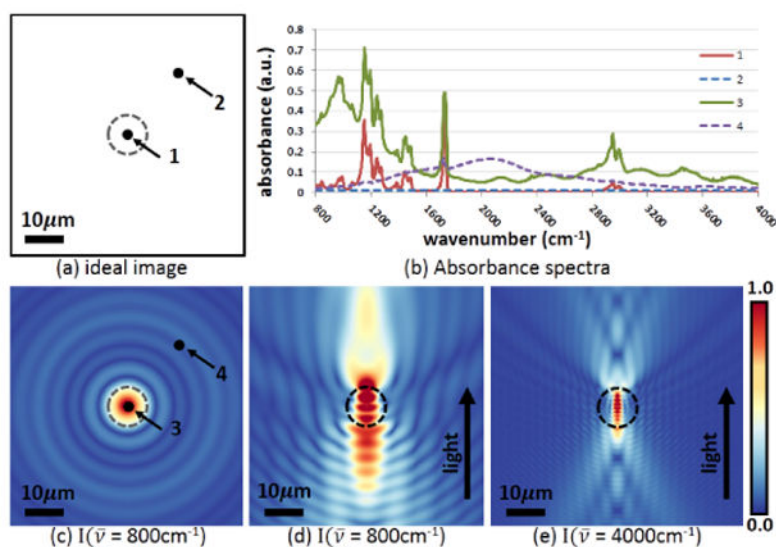 2
1
10μm
(a) ideal image
absorbance (a.u.)
0.8
0.7
0.6
0.5
0.4
0.3
0.2
0.1
0
1
2
3
4
800 1200 1600 2000 2400 2800 3200 3600 4000
wavenumber (cm⁻¹)
(b) Absorbance spectra
4
3
10μm
(c) I(ν̄ = 800cm⁻¹)
light
10μm
(d) I(ν̄ = 800cm⁻¹)
light
10μm
(e) I(ν̄ = 4000cm⁻¹)
1.0
0.0